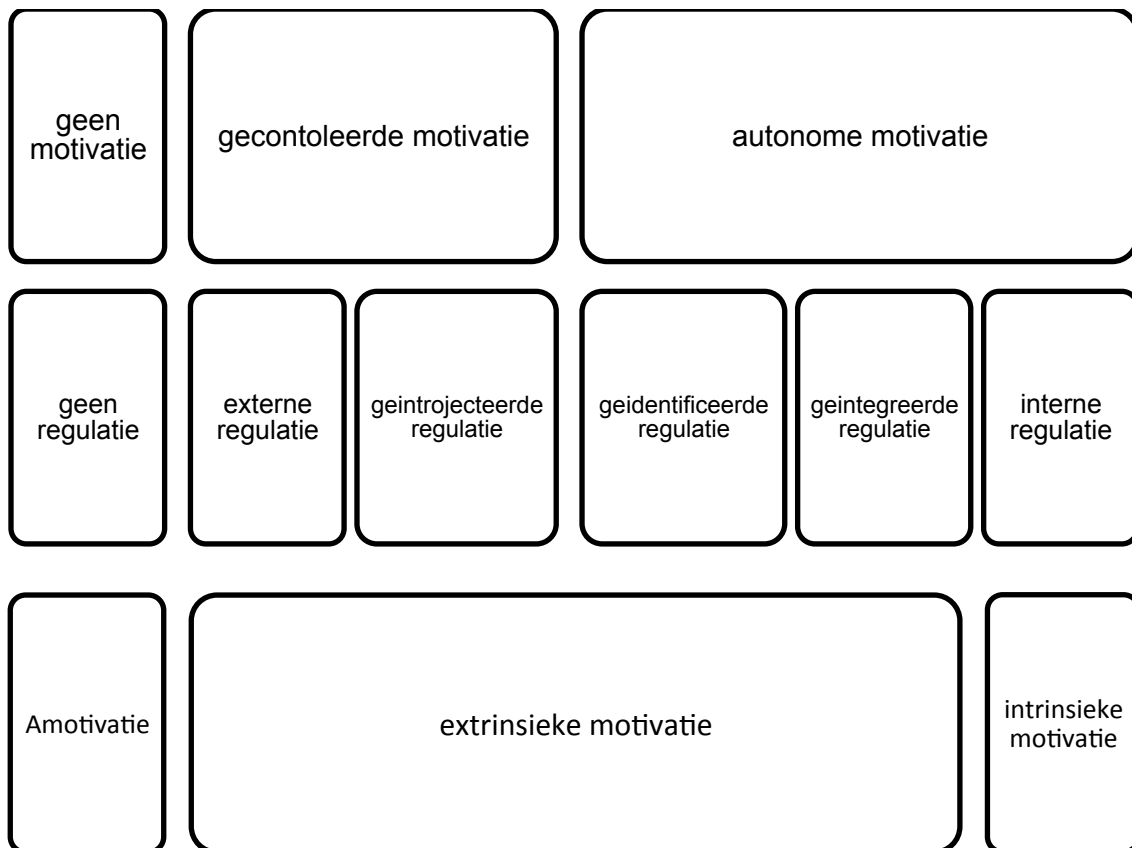 geen
motivatie
gecontoleerde motivatie
autonome motivatie
geen
regulatie
externe
regulatie
geintrojecteerde
regulatie
geidentificeerde
regulatie
geintegreerde
regulatie
interne
regulatie
Amotivatie
extrinsieke motivatie
intrinsieke
motivatie